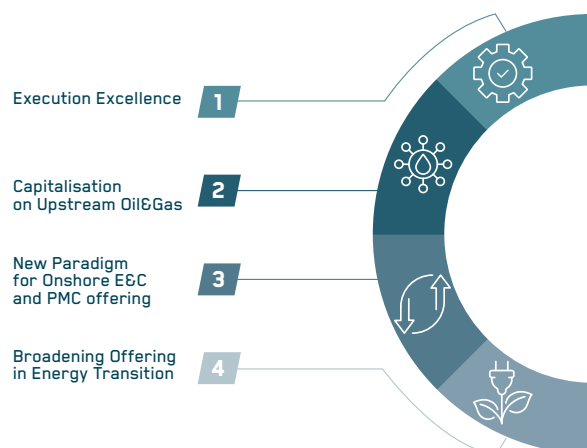 Execution Excellence
1
Capitalisation
on Upstream Oil&Gas
2
New Paradigm
for Onshore E&C
and PMC offering
3
Broadening Offering
in Energy Transition
4